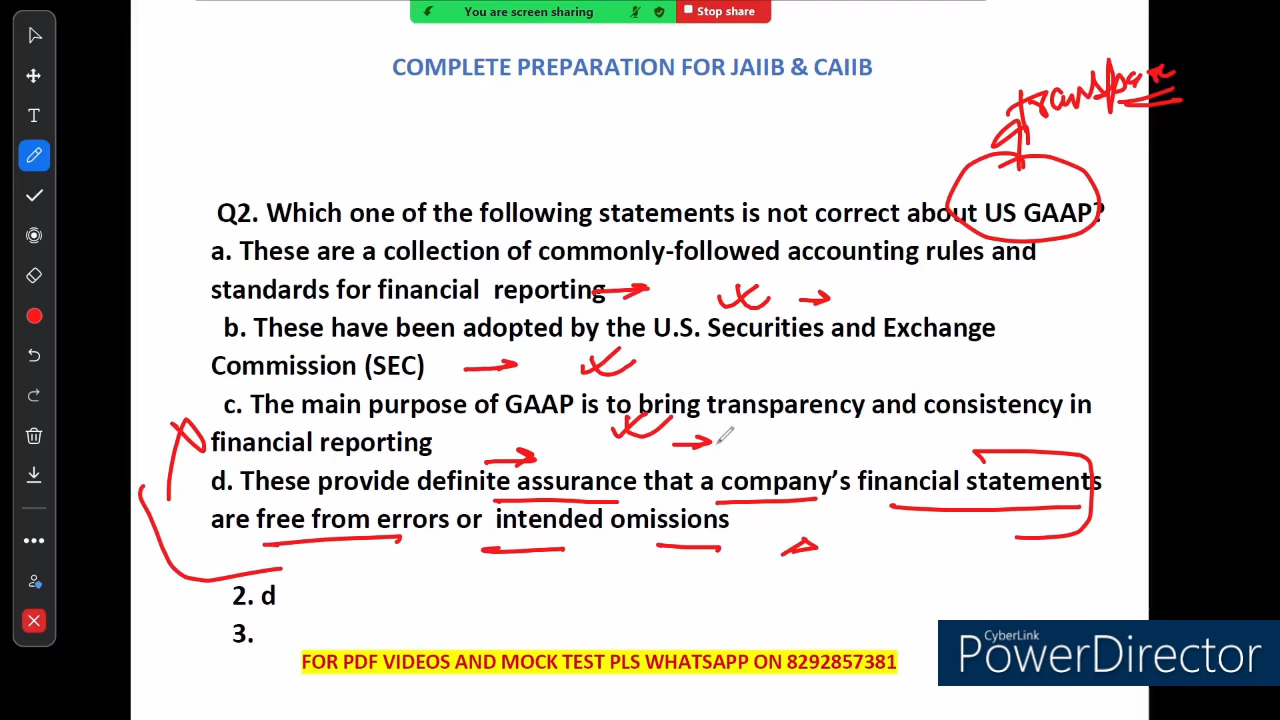 You are screen sharing Stop share
COMPLETE PREPARATION FOR JAIIB & CAIIB
transpare
Q2. Which one of the following statements is not correct about US GAAP?
a. These are a collection of commonly-followed accounting rules and
standards for financial reporting
b. These have been adopted by the U.S. Securities and Exchange
Commission (SEC)
c. The main purpose of GAAP is to bring transparency and consistency in
financial reporting
d. These provide definite assurance that a company's financial statements
are free from errors or intended omissions
2. d
3.
FOR PDF VIDEOS AND MOCK TEST PLS WHATSAPP ON 8292857381
CyberLink
PowerDirector